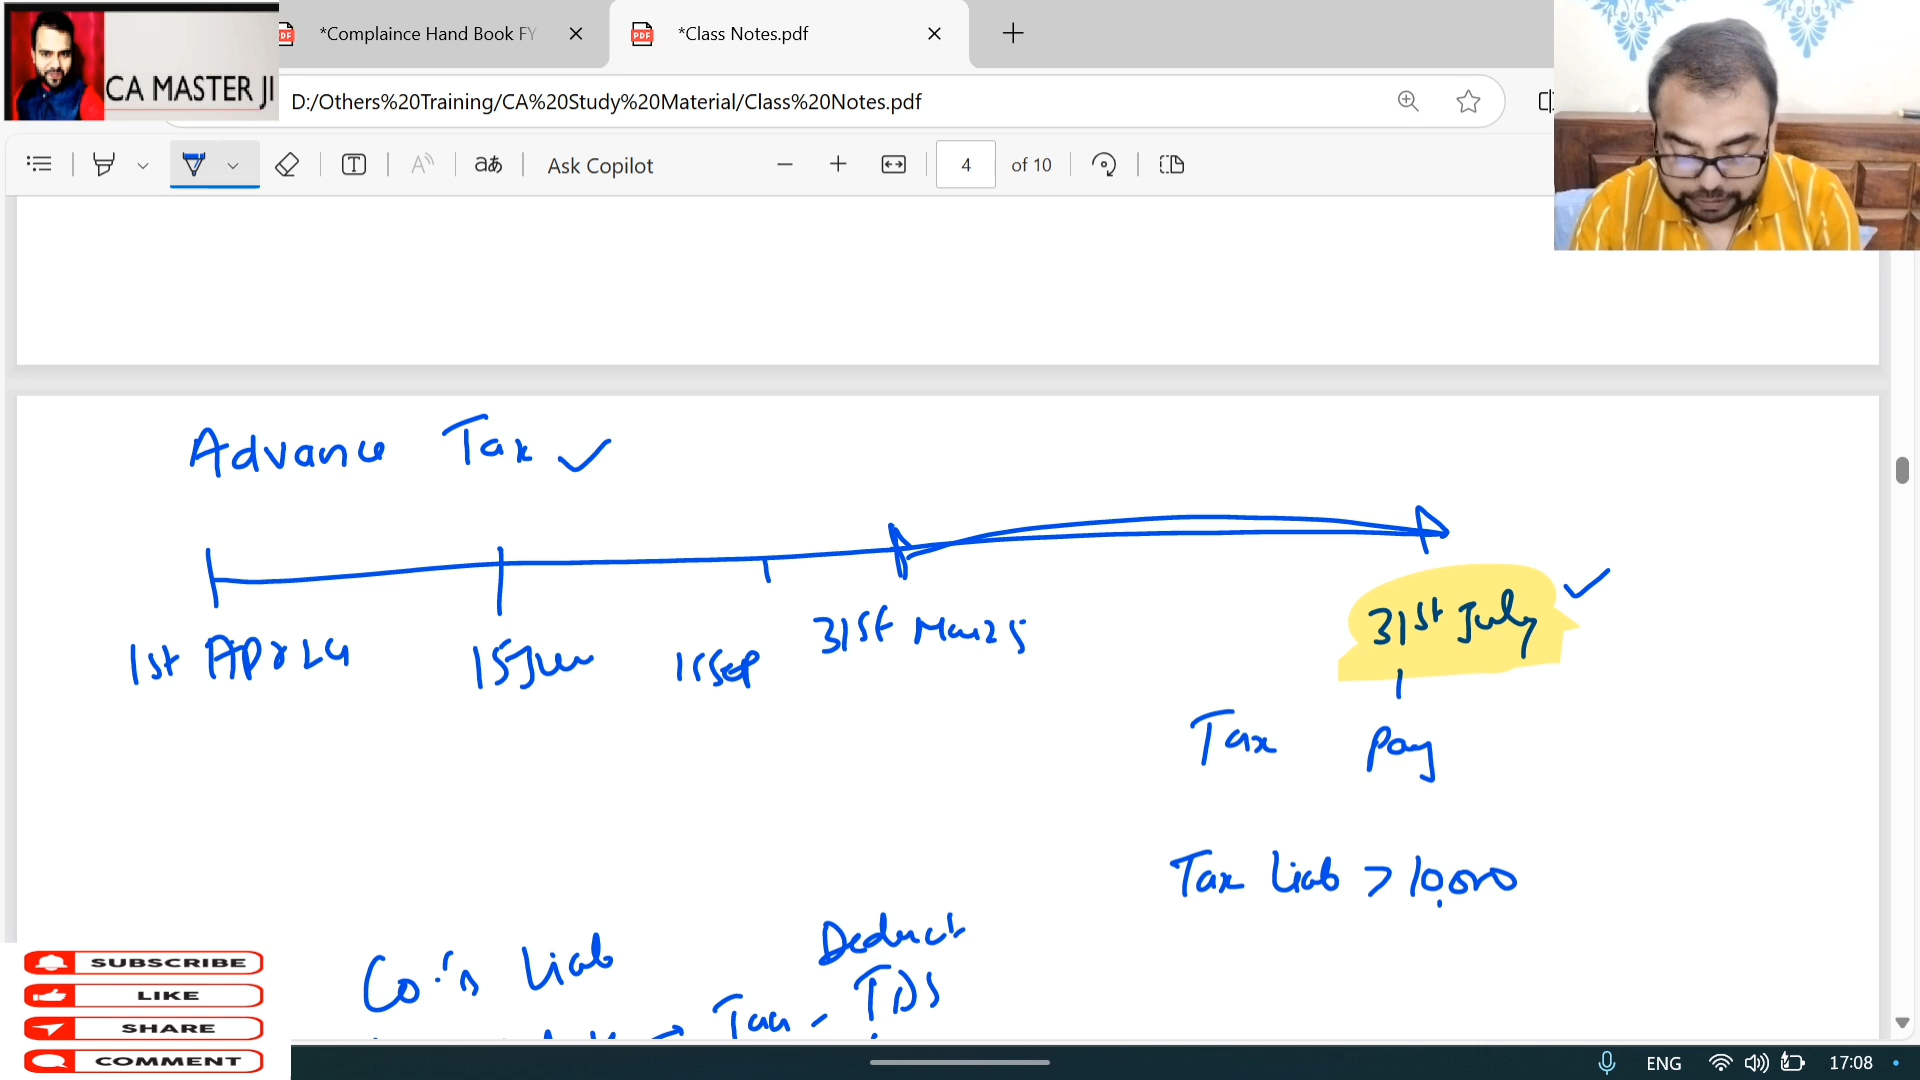 *Complaince Hand Book FY
*Class Notes.pdf
CA MASTER JI
D:/Others%20Training/CA%20Study%20Material/Class%20Notes.pdf
Ask Copilot
4 of 10
Advance Tax ✓
1st Apr 24
15 Jun
15 Sep
31st Mar 25
31st July ✓
Tax Pay
Tax Liab > 10,000
Co.'s Liab
Deduct
Tax - TDS
SUBSCRIBE
LIKE
SHARE
COMMENT
ENG
17:08